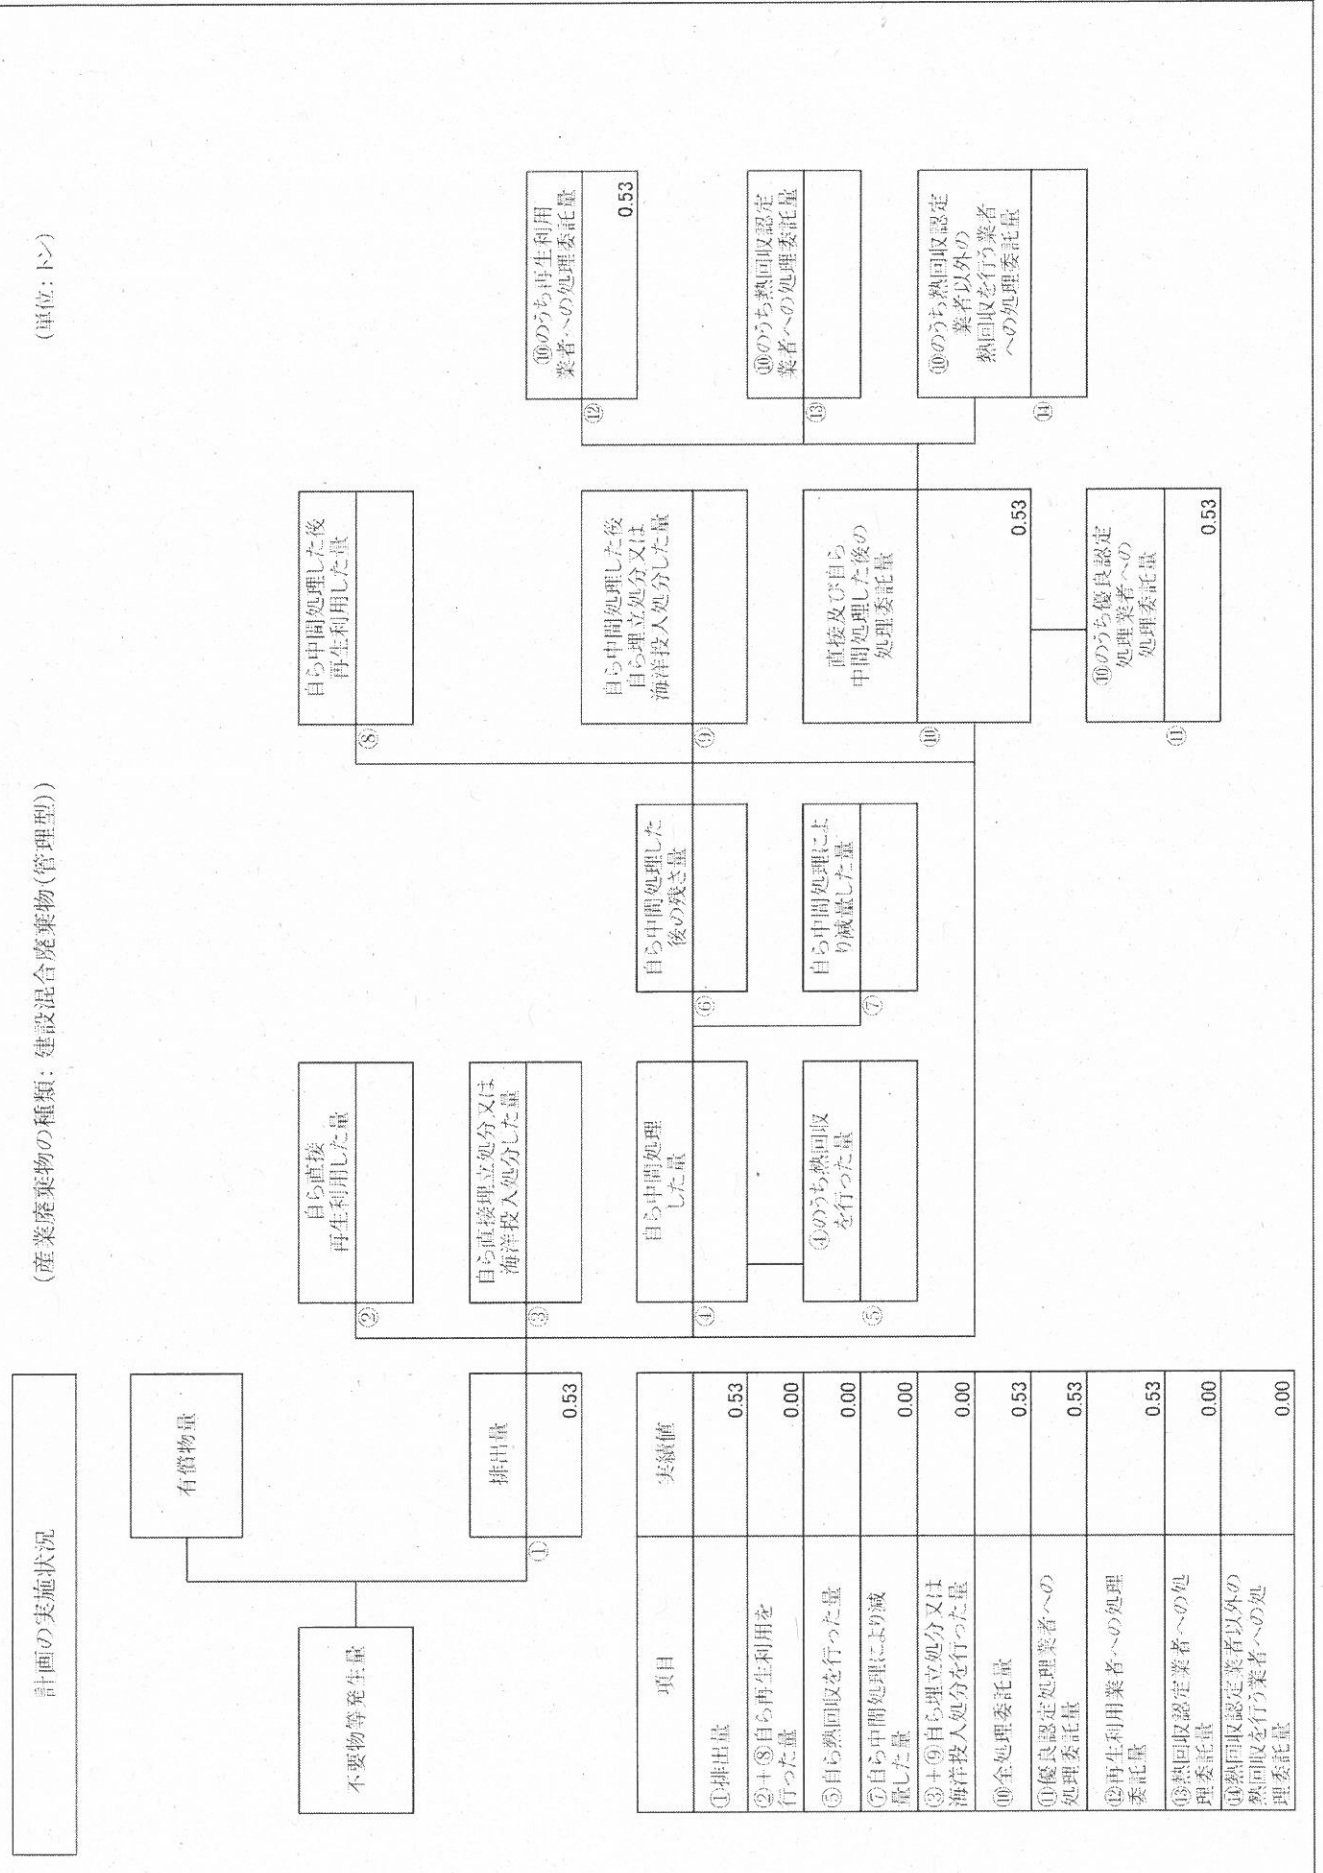 計画の実施状況
(産業廃棄物の種類: 建設混合廃棄物(管理型))
(単位:トン)
不要物等発生量
有償物量
①
排出量
0.53
②
自ら直接
再生利用した量
③
自ら直接埋立処分又は
海洋投入処分した量
④
自ら中間処理
した量
⑤
④のうち熱回収
を行った量
⑥
自ら中間処理した
後の残さ量
⑦
自ら中間処理によ
り減量した量
⑧
自ら中間処理した後
再生利用した量
⑨
自ら中間処理した後
自ら埋立処分又は
海洋投入処分した量
⑩
直接及び自ら
中間処理した後の
処理委託量
0.53
⑪
⑩のうち優良認定
処理業者への
処理委託量
0.53
⑫
⑩のうち再生利用
業者への処理委託量
0.53
⑬
⑩のうち熱回収認定
業者への処理委託量
⑭
⑩のうち熱回収認定
業者以外の
熱回収を行う業者
への処理委託量
項目 実績値
①排出量 0.53
②+⑧自ら再生利用を
行った量 0.00
⑤自ら熱回収を行った量 0.00
⑦自ら中間処理により減
量した量 0.00
③+⑨自ら埋立処分又は
海洋投入処分を行った量 0.00
⑩全処理委託量 0.53
⑪優良認定処理業者への
処理委託量 0.53
⑫再生利用業者への処理
委託量 0.53
⑬熱回収認定業者への処
理委託量 0.00
⑭熱回収認定業者以外の
熱回収を行う業者への処
理委託量 0.00